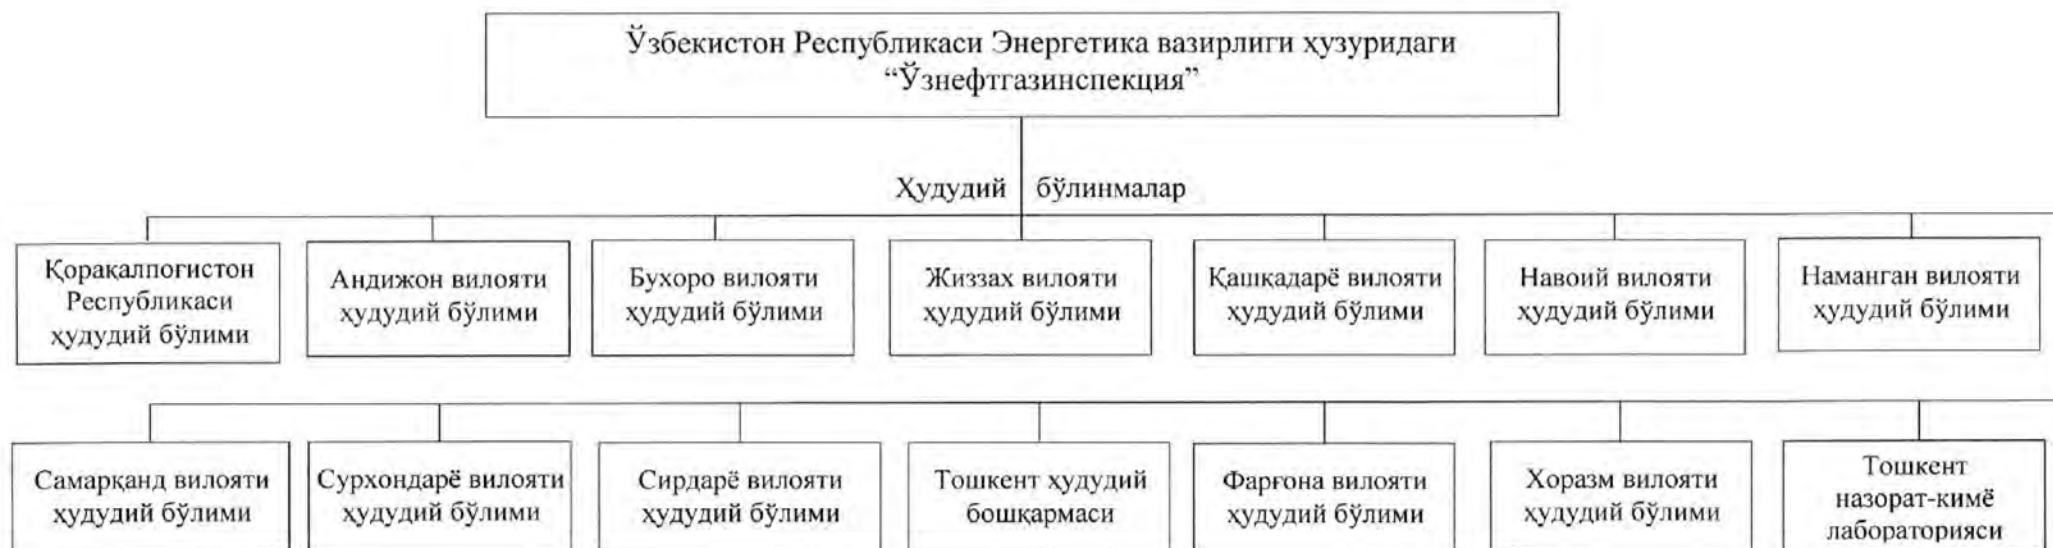 Ўзбекистон Республикаси Энергетика вазирлиги ҳузуридаги
“Ўзнефтгазинспекция”
Ҳудудий бўлинмалар
Қорақалпоғистон
Республикаси
ҳудудий бўлими
Андижон вилояти
ҳудудий бўлими
Бухоро вилояти
ҳудудий бўлими
Жиззах вилояти
ҳудудий бўлими
Қашқадарё вилояти
ҳудудий бўлими
Навоий вилояти
ҳудудий бўлими
Наманган вилояти
ҳудудий бўлими
Самарқанд вилояти
ҳудудий бўлими
Сурхондарё вилояти
ҳудудий бўлими
Сирдарё вилояти
ҳудудий бўлими
Тошкент ҳудудий
бошқармаси
Фарғона вилояти
ҳудудий бўлими
Хоразм вилояти
ҳудудий бўлими
Тошкент
назорат-кимё
лабораторияси